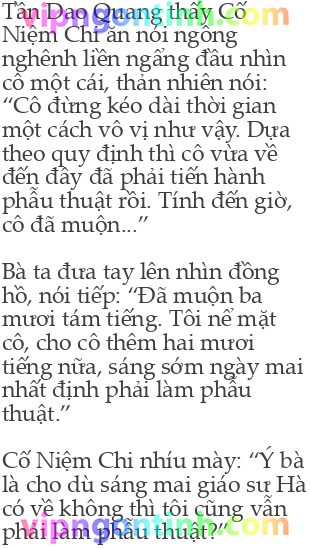 Tần Dao Quang thấy Cố
Niệm Chi ăn nói ngông
nghênh liền ngẩng đầu nhìn
cô một cái, thản nhiên nói:
“Cô đừng kéo dài thời gian
một cách vô vị như vậy. Dựa
theo quy định thì cô vừa về
đến đây đã phải tiến hành
phẫu thuật rồi. Tính đến giờ,
cô đã muộn...”
Bà ta đưa tay lên nhìn đồng
hồ, nói tiếp: “Đã muộn ba
mươi tám tiếng. Tôi nể mặt
cô, cho cô thêm hai mươi
tiếng nữa, sáng sớm ngày mai
nhất định phải làm phẫu
thuật.”
Cố Niệm Chi nhíu mày: “Ý bà
là cho dù sáng mai giáo sư Hà
có về không thì tôi cũng vẫn
phải làm phẫu thuật?”
vipngontinh.com